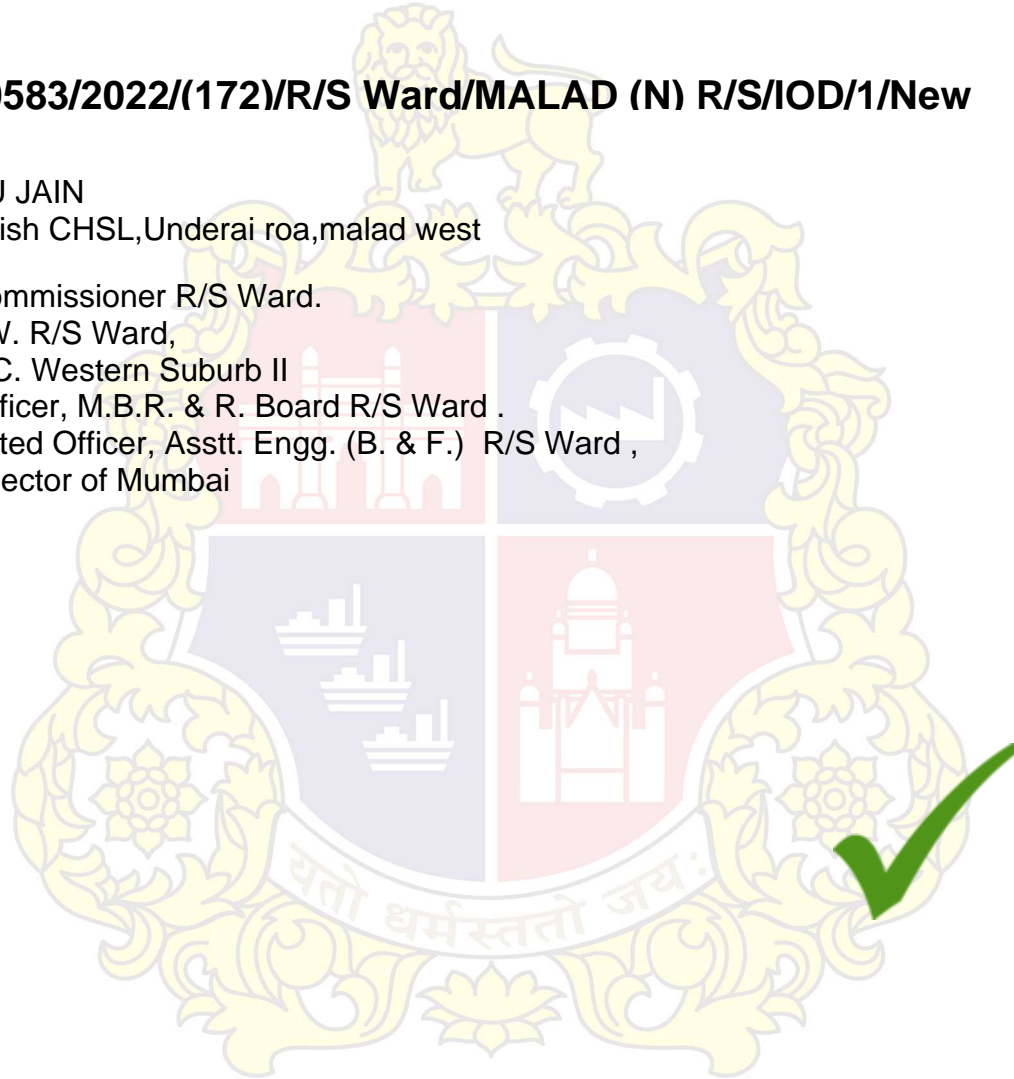 0583/2022/(172)/R/S Ward/MALAD (N) R/S/IOD/1/New
U JAIN
ish CHSL,Underai roa,malad west
ommissioner R/S Ward.
W. R/S Ward,
C. Western Suburb II
ficer, M.B.R. & R. Board R/S Ward .
ted Officer, Asstt. Engg. (B. & F.) R/S Ward ,
lector of Mumbai
यतो धर्मस्ततो जय: